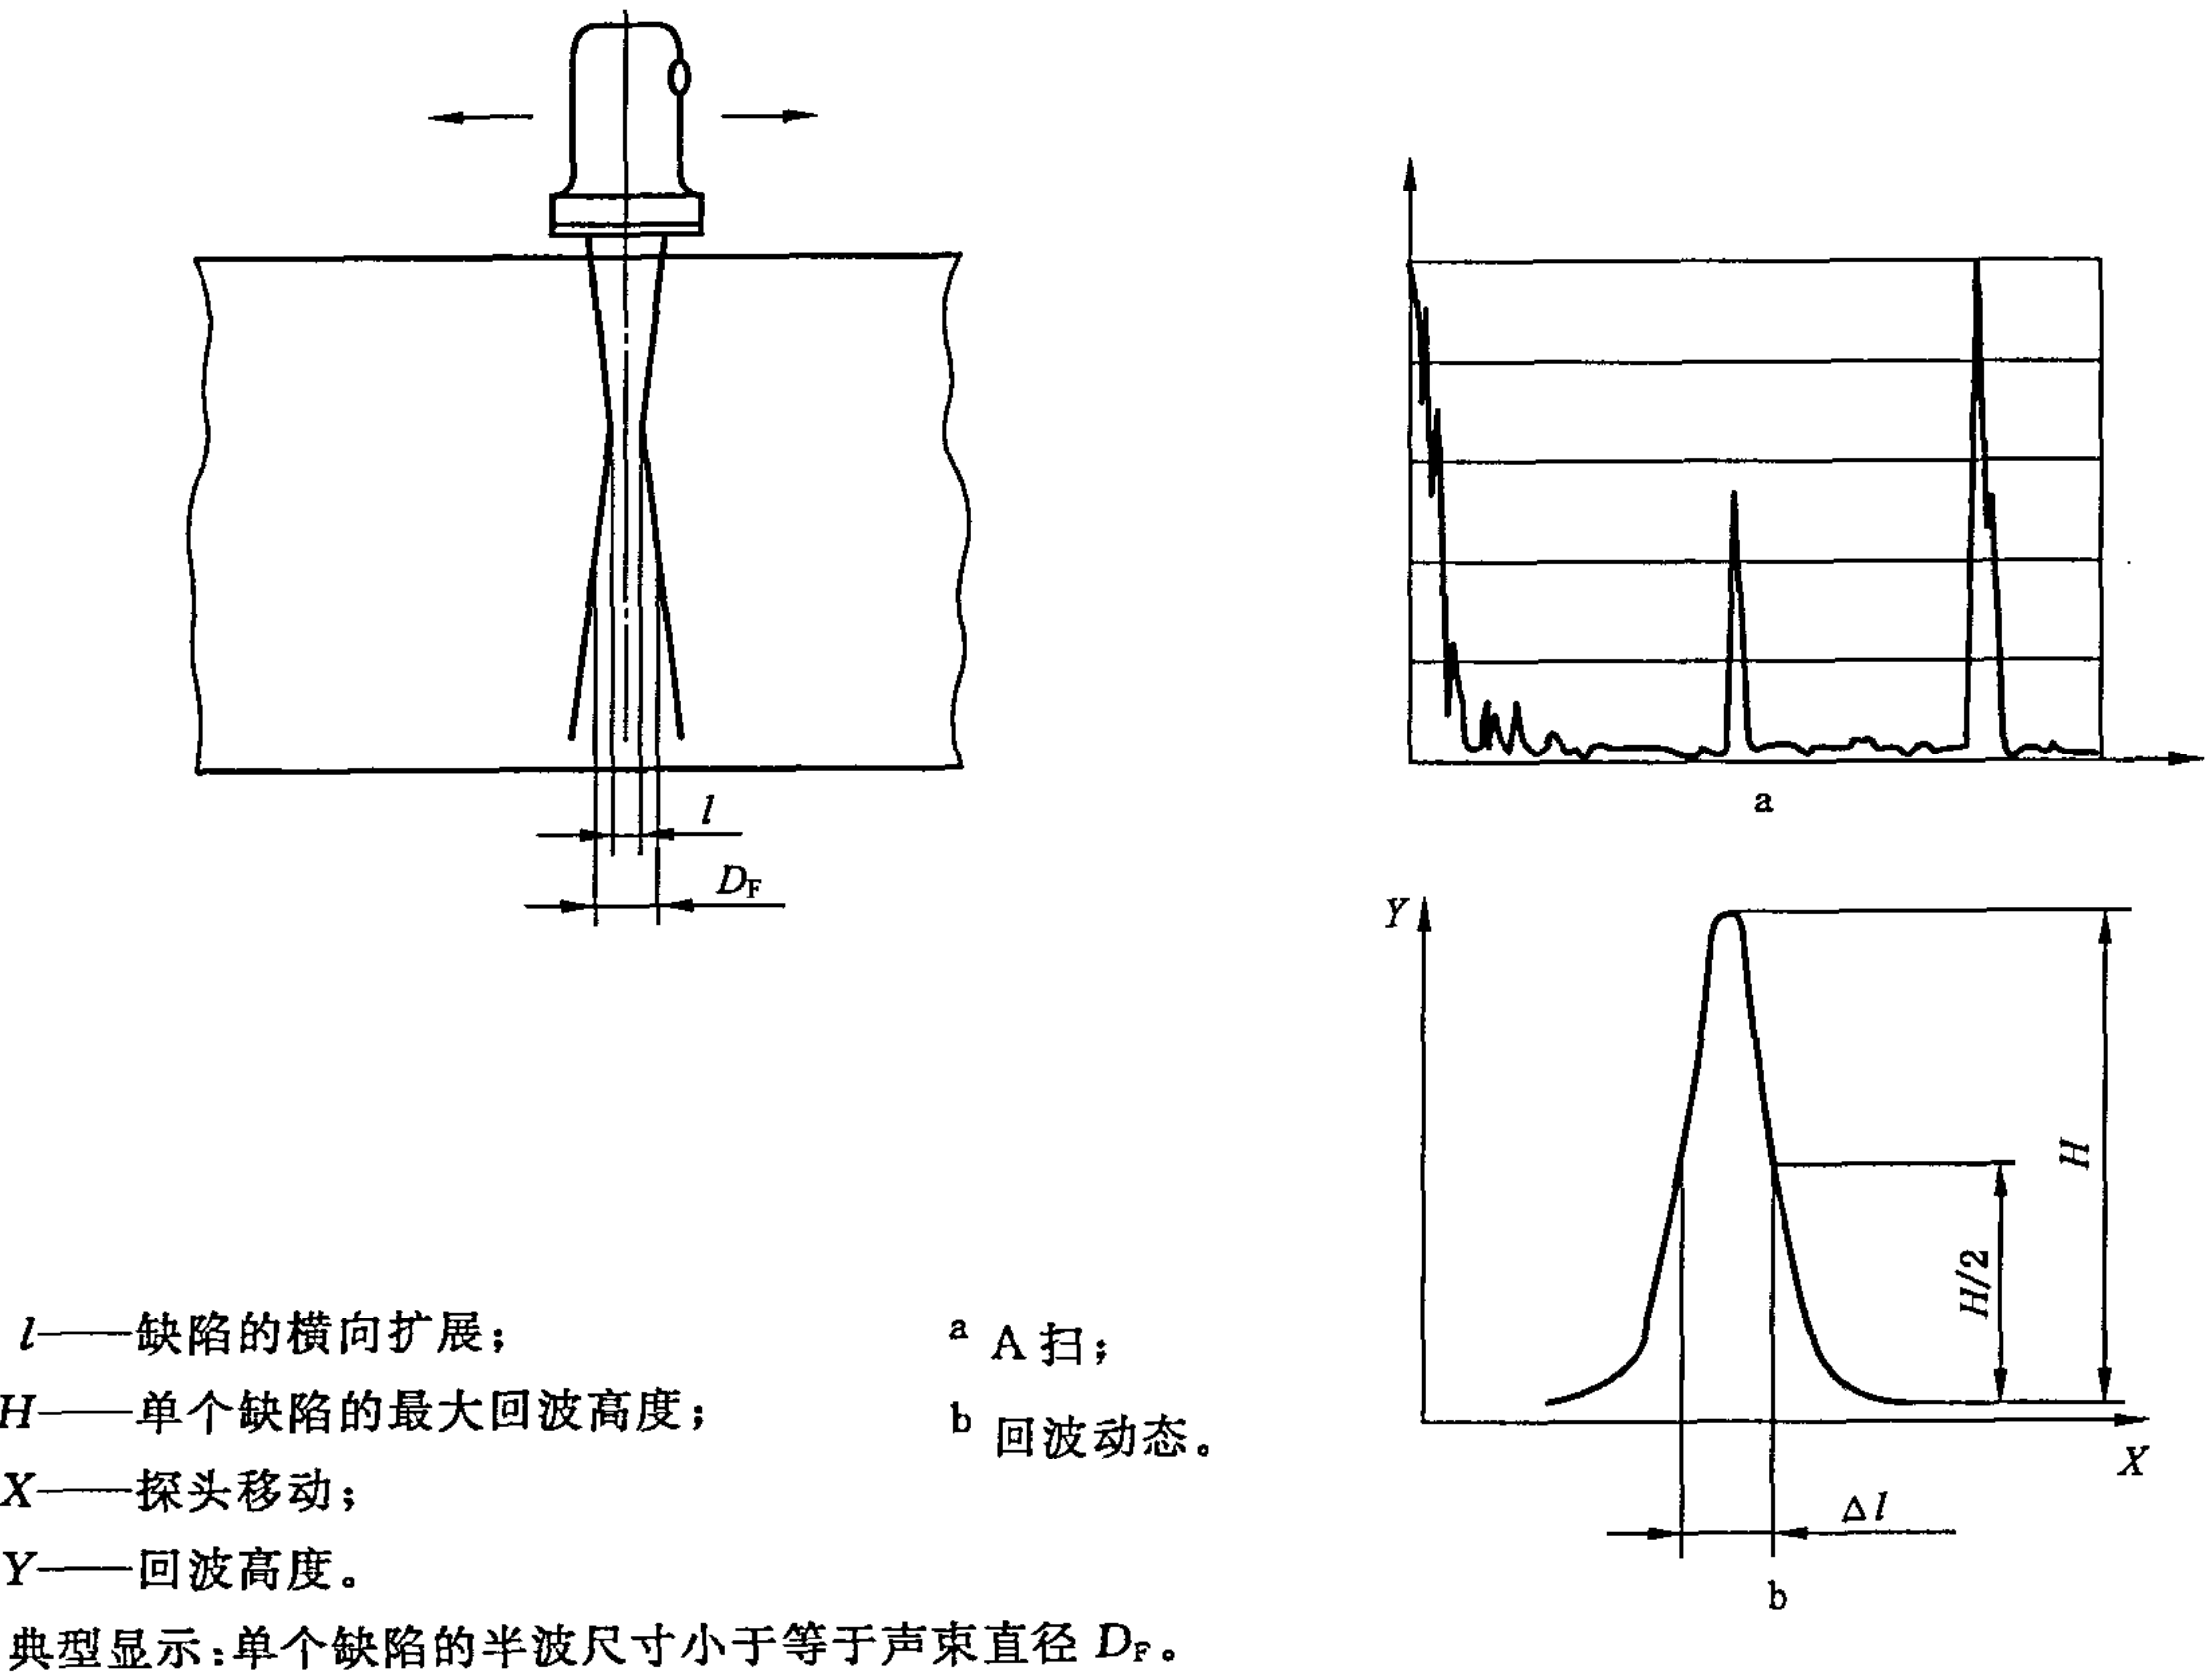 l
D_F
a
Y
H
H/2
X
Δl
b
l——缺陷的横向扩展;
H——单个缺陷的最大回波高度;
X——探头移动;
Y——回波高度。
a A 扫;
b 回波动态。
典型显示:单个缺陷的半波尺寸小于等于声束直径 D_F。